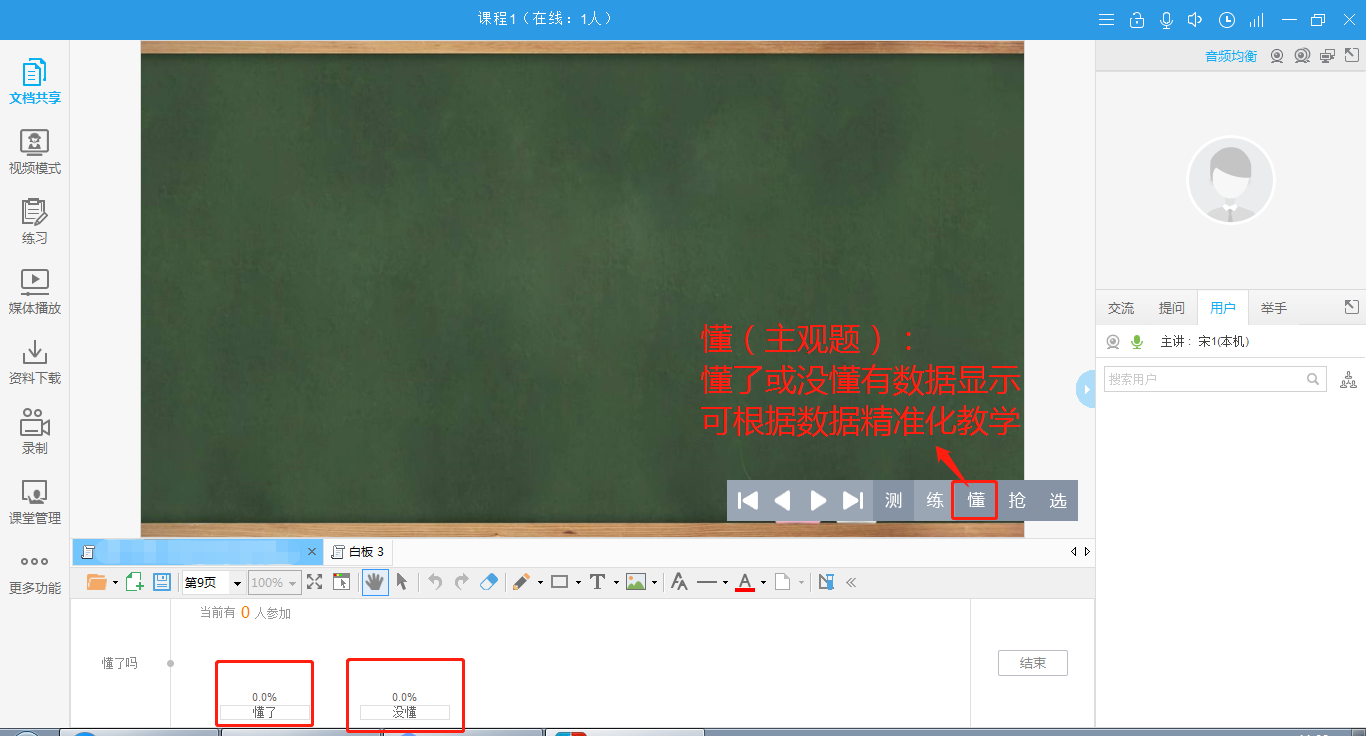 课程1（在线：1人）
文档共享
视频模式
练习
媒体播放
资料下载
录制
课堂管理
更多功能
懂（主观题）：
懂了或没懂有数据显示
可根据数据精准化教学
测 练 懂 抢 选
白板 3
第9页 100%
当前有 0 人参加
懂了吗
0.0% 0.0%
懂了 没懂
结束
音频均衡
交流 提问 用户 举手
主讲：宋1(本机)
搜索用户